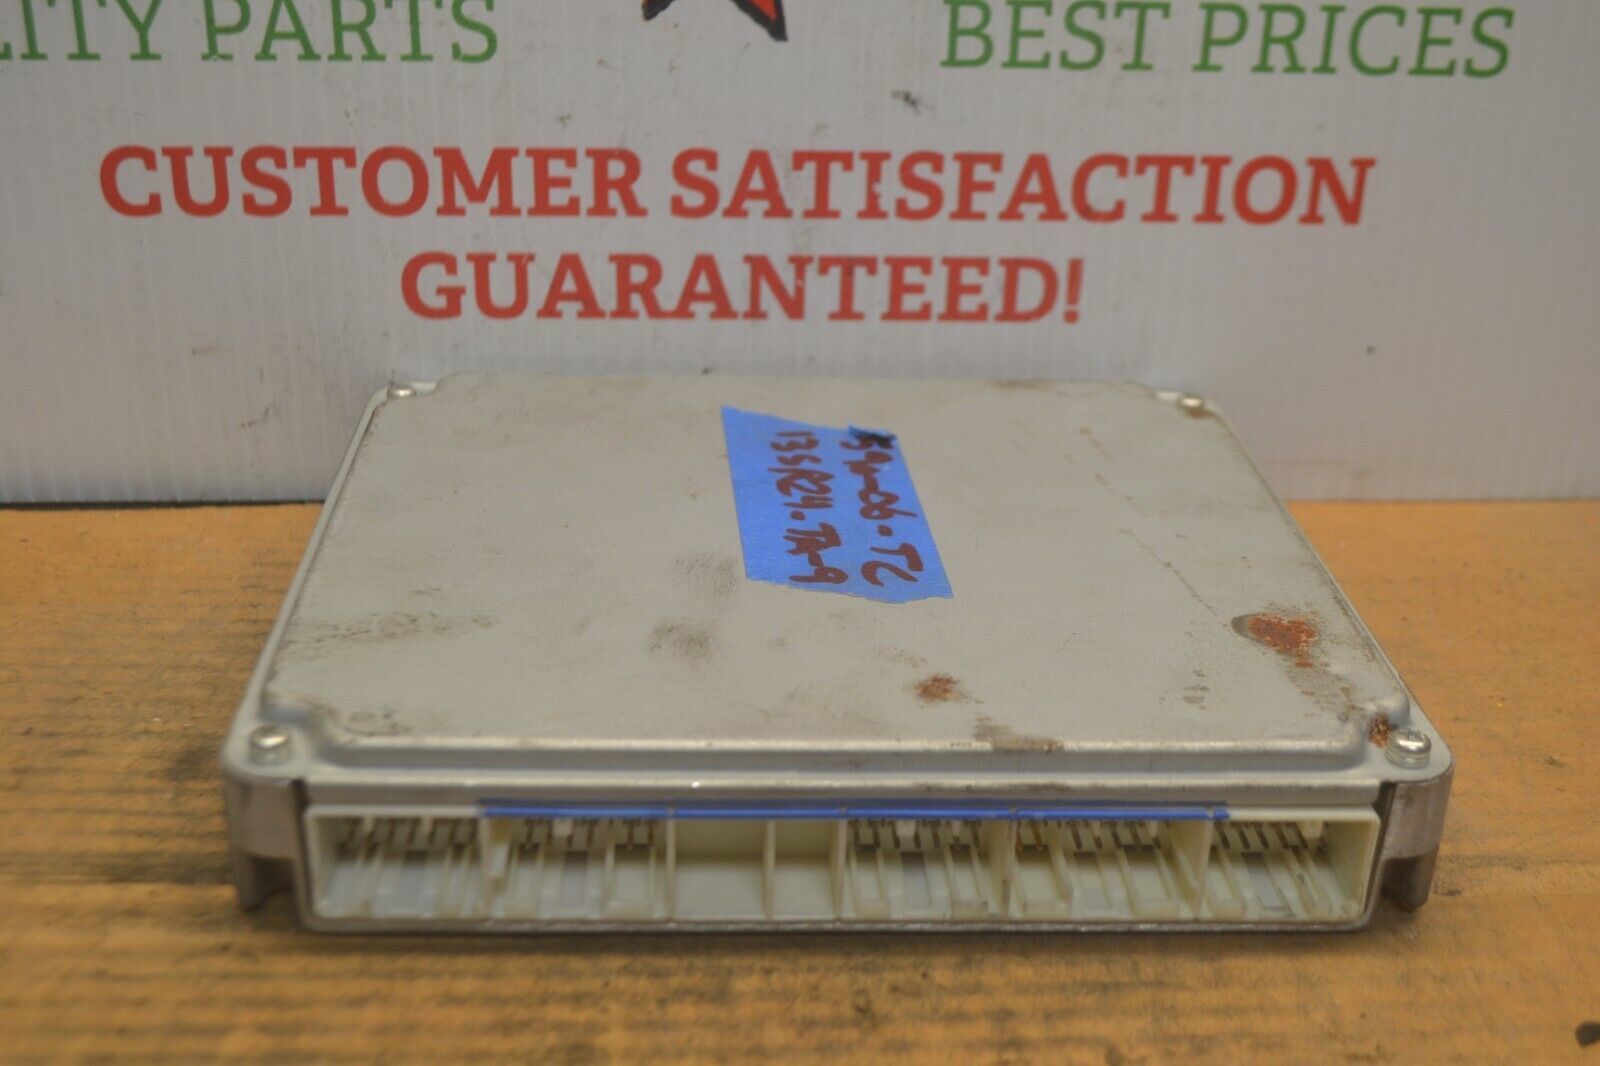 LITY PARTS
BEST PRICES
CUSTOMER SATISFACTION
GUARANTEED!